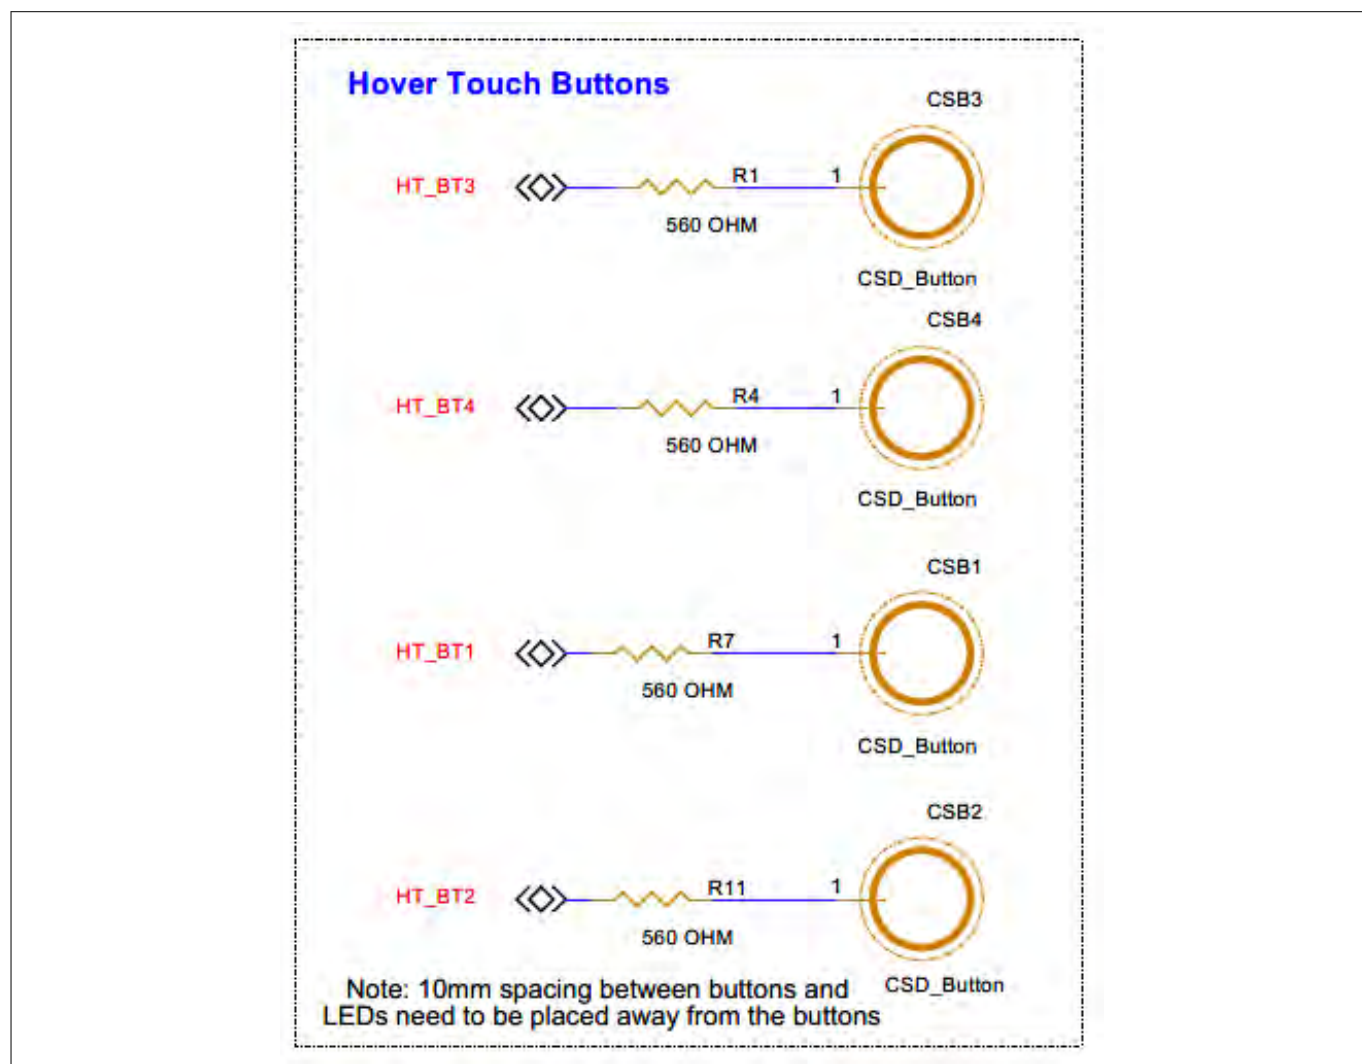 Hover Touch Buttons
CSB3
HT_BT3
R1
1
560 OHM
CSD_Button
CSB4
HT_BT4
R4
1
560 OHM
CSD_Button
CSB1
HT_BT1
R7
1
560 OHM
CSD_Button
CSB2
HT_BT2
R11
1
560 OHM
CSD_Button
Note: 10mm spacing between buttons and
LEDs need to be placed away from the buttons